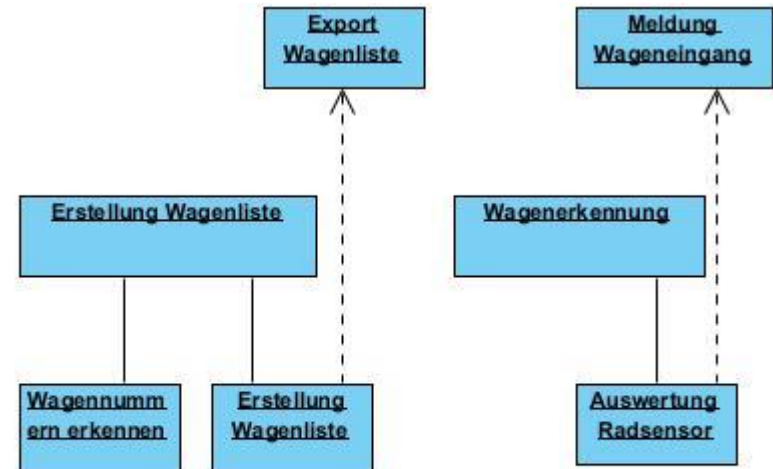 Export
Wagenliste
Meldung
Wageneingang
Erstellung Wagenliste
Wagenerkennung
Wagennumm
ern erkennen
Erstellung
Wagenliste
Auswertung
Radsensor